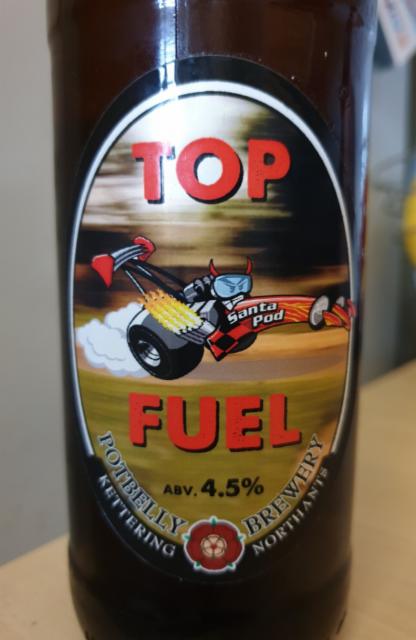 TOP
Santa
Pod
FUEL
ABV. 4.5%
POTBELLY BREWERY
KETTERING NORTHANTS